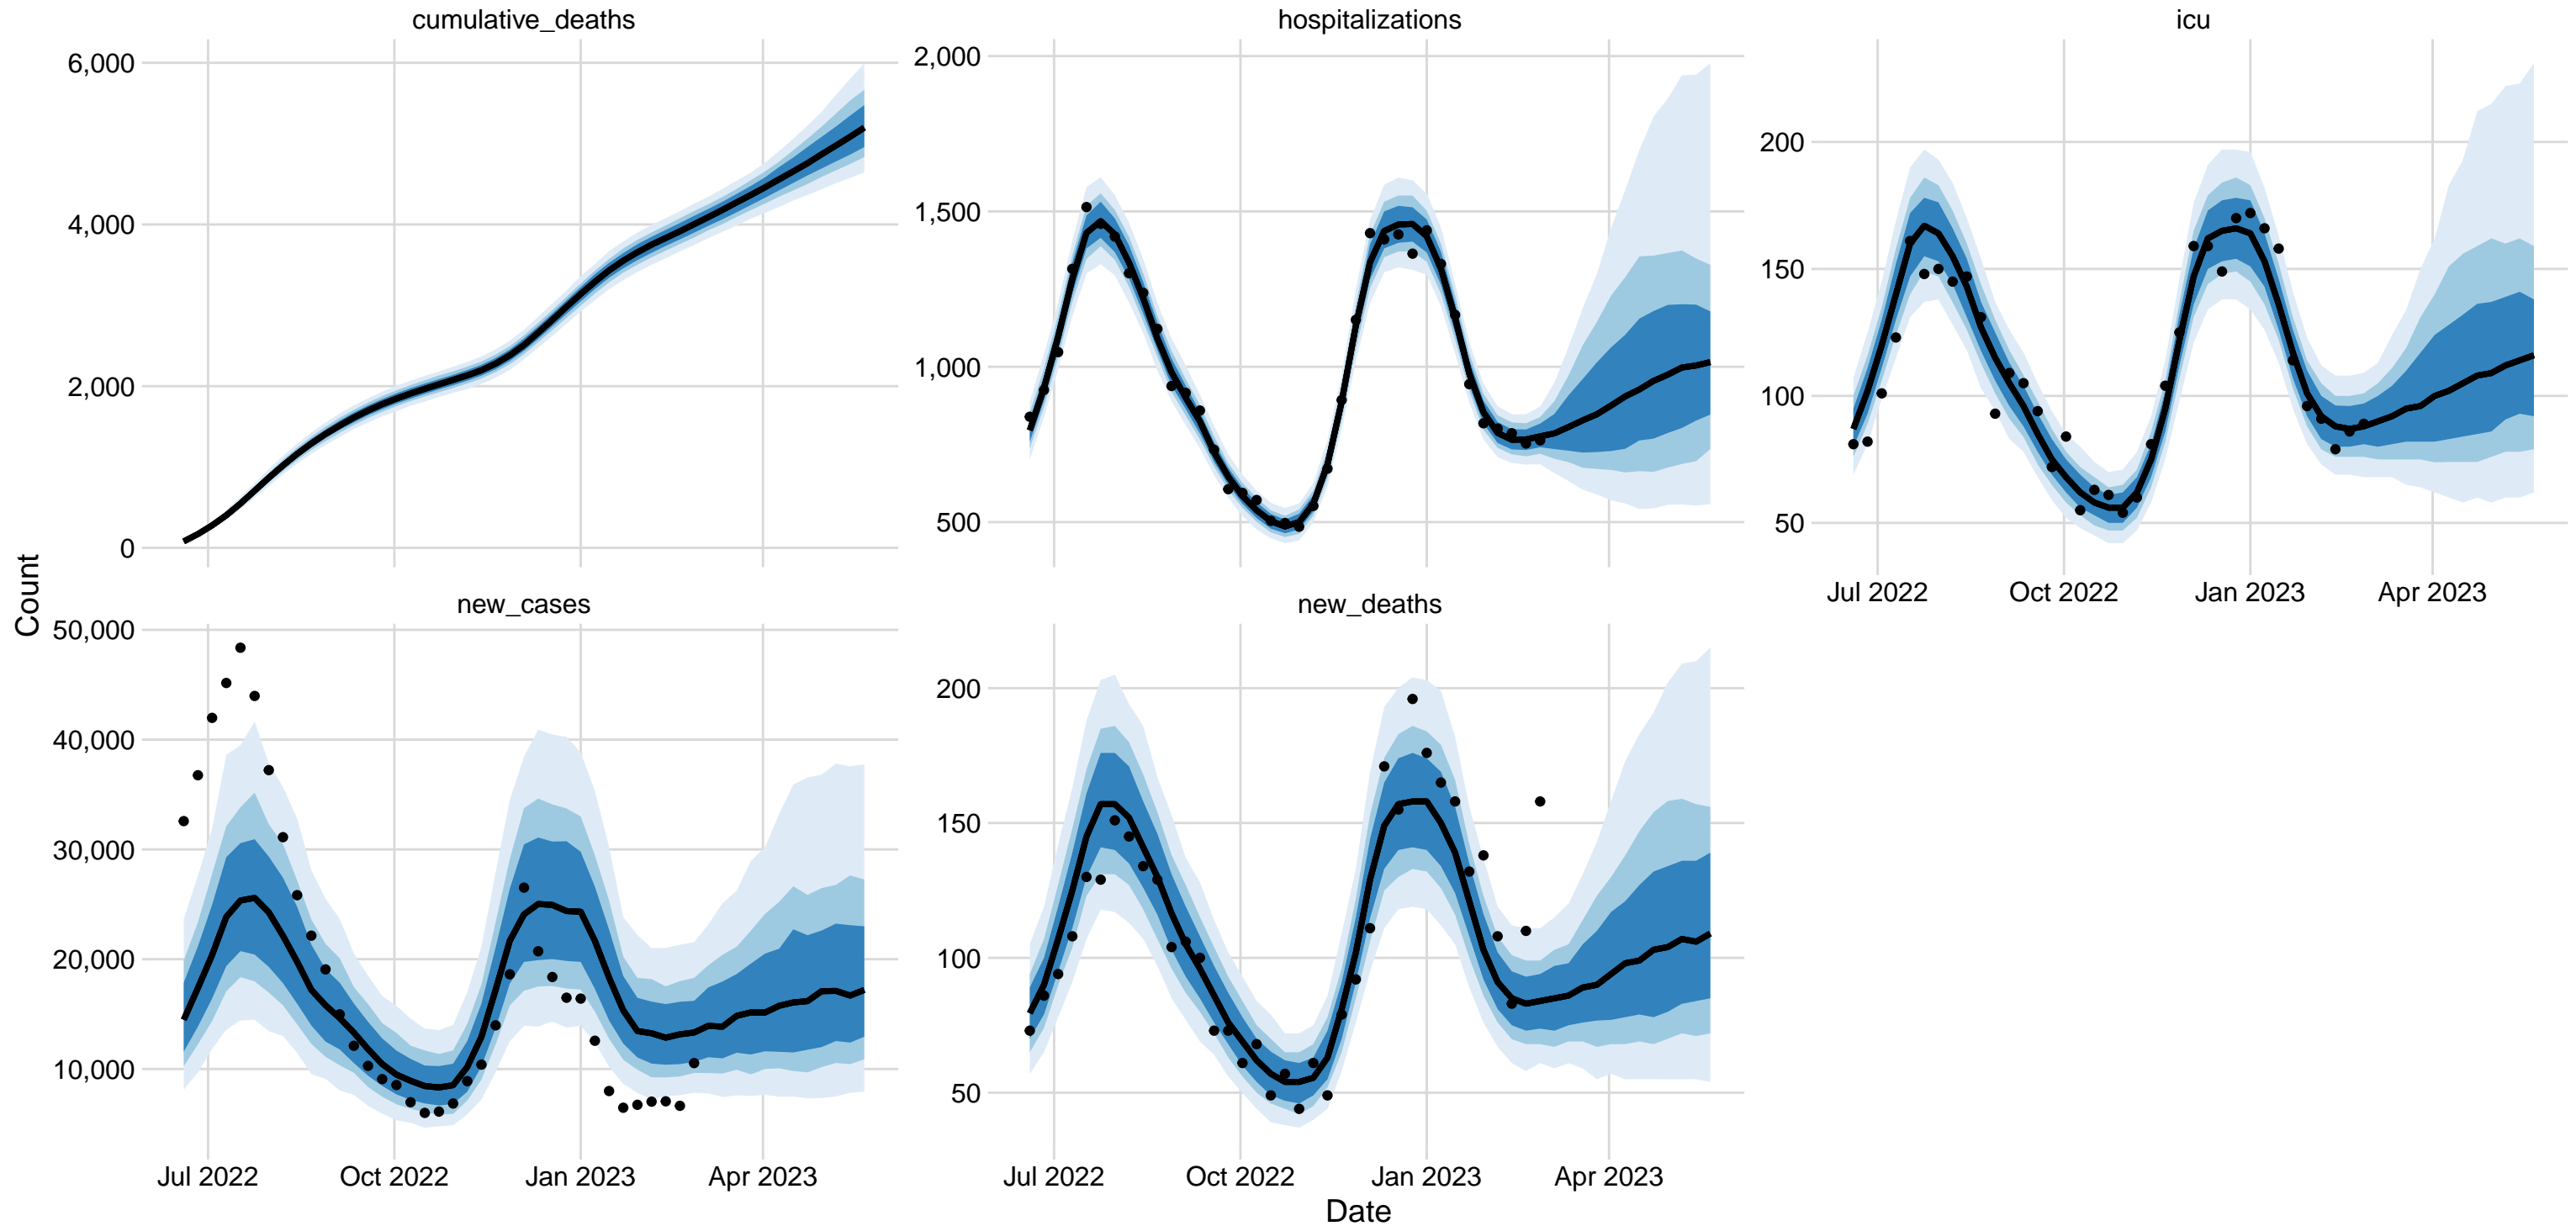 cumulative_deaths
hospitalizations
icu
6,000
4,000
2,000
0
2,000
1,500
1,000
500
200
150
100
50
Jul 2022
Oct 2022
Jan 2023
Apr 2023
Count
new_cases
new_deaths
50,000
40,000
30,000
20,000
10,000
200
150
100
50
Jul 2022
Oct 2022
Jan 2023
Apr 2023
Jul 2022
Oct 2022
Jan 2023
Apr 2023
Date